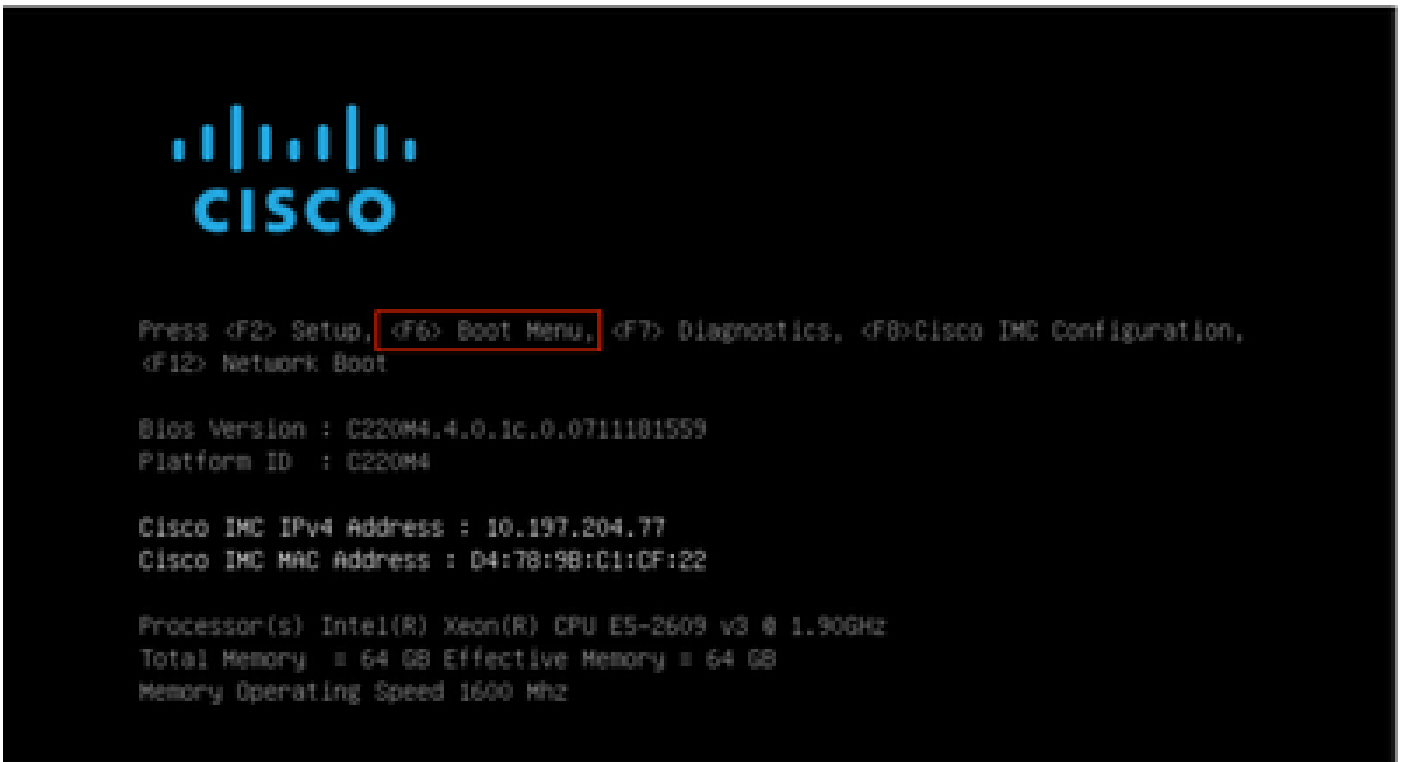 CISCO
Press <F2> Setup, <F6> Boot Menu, <F7> Diagnostics, <F8>Cisco IMC Configuration,
<F12> Network Boot
Bios Version : C220M4.4.0.1c.0.0711181559
Platform ID : C220M4
Cisco IMC IPv4 Address : 10.197.204.77
Cisco IMC MAC Address : D4:78:9B:C1:CF:22
Processor(s) Intel(R) Xeon(R) CPU E5-2609 v3 @ 1.90GHz
Total Memory = 64 GB Effective Memory = 64 GB
Memory Operating Speed 1600 Mhz